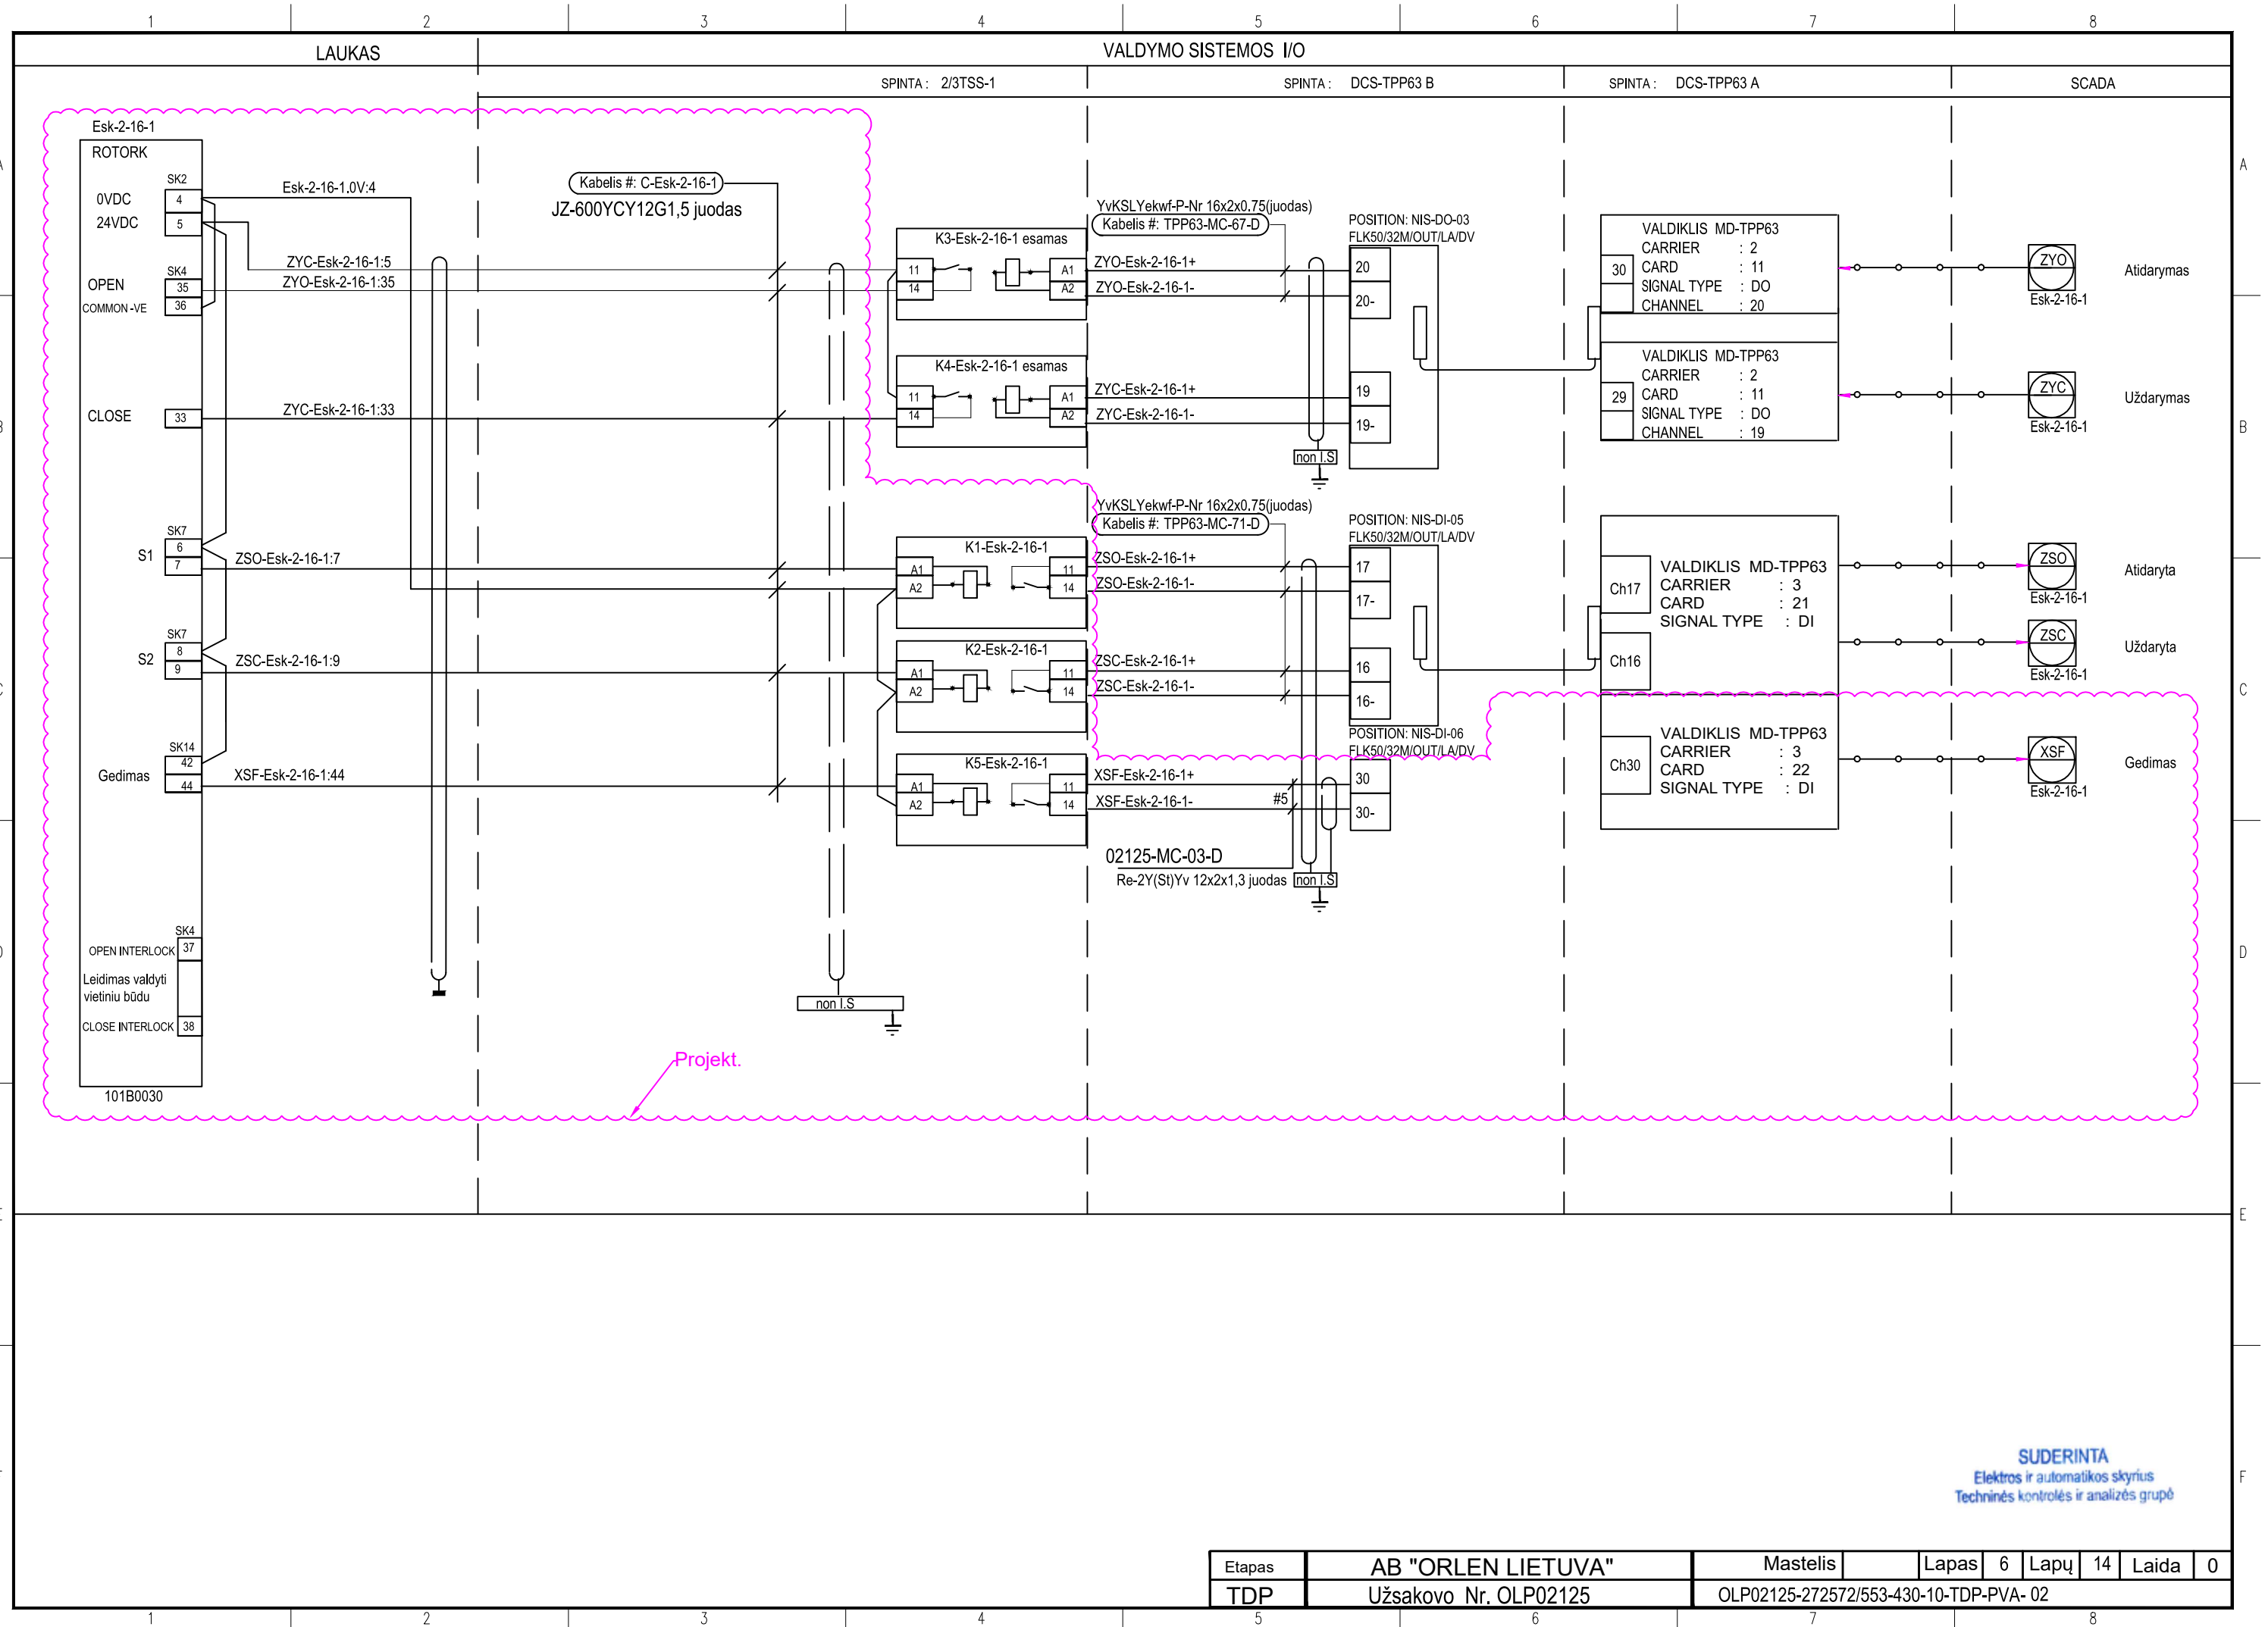 1 2 3 4 5 6 7 8
LAUKAS
VALDYMO SISTEMOS I/O
SPINTA : 2/3TSS-1
SPINTA : DCS-TPP63 B
SPINTA : DCS-TPP63 A
SCADA
Esk-2-16-1
ROTORK
SK2
0VDC 4
24VDC 5
Esk-2-16-1.0V:4
SK4
OPEN 35
COMMON -VE 36
ZYC-Esk-2-16-1:5
ZYO-Esk-2-16-1:35
CLOSE 33
ZYC-Esk-2-16-1:33
SK7
S1 6
7
ZSO-Esk-2-16-1:7
SK7
S2 8
9
ZSC-Esk-2-16-1:9
SK14
42
Gedimas
44
XSF-Esk-2-16-1:44
SK4
OPEN INTERLOCK 37
Leidimas valdyti
vietiniu būdu
CLOSE INTERLOCK 38
101B0030
Kabelis #: C-Esk-2-16-1
JZ-600YCY12G1,5 juodas
non I.S
Projekt.
K3-Esk-2-16-1 esamas
11 A1
14 A2
K4-Esk-2-16-1 esamas
11 A1
14 A2
K1-Esk-2-16-1
A1 11
A2 14
K2-Esk-2-16-1
A1 11
A2 14
K5-Esk-2-16-1
A1 11
A2 14
YvKSLYekwf-P-Nr 16x2x0.75(juodas)
Kabelis #: TPP63-MC-67-D
ZYO-Esk-2-16-1+
ZYO-Esk-2-16-1-
ZYC-Esk-2-16-1+
ZYC-Esk-2-16-1-
non I.S
POSITION: NIS-DO-03
FLK50/32M/OUT/LA/DV
20
20-
19
19-
YvKSLYekwf-P-Nr 16x2x0.75(juodas)
Kabelis #: TPP63-MC-71-D
ZSO-Esk-2-16-1+
ZSO-Esk-2-16-1-
ZSC-Esk-2-16-1+
ZSC-Esk-2-16-1-
POSITION: NIS-DI-05
FLK50/32M/OUT/LA/DV
17
17-
16
16-
POSITION: NIS-DI-06
FLK50/32M/OUT/LA/DV
XSF-Esk-2-16-1+
XSF-Esk-2-16-1-
#5
30
30-
02125-MC-03-D
Re-2Y(St)Yv 12x2x1,3 juodas
non I.S
VALDIKLIS MD-TPP63
CARRIER : 2
30 CARD : 11
SIGNAL TYPE : DO
CHANNEL : 20
VALDIKLIS MD-TPP63
CARRIER : 2
29 CARD : 11
SIGNAL TYPE : DO
CHANNEL : 19
Ch17
Ch16
VALDIKLIS MD-TPP63
CARRIER : 3
CARD : 21
SIGNAL TYPE : DI
Ch30
VALDIKLIS MD-TPP63
CARRIER : 3
CARD : 22
SIGNAL TYPE : DI
ZYO
Esk-2-16-1
Atidarymas
ZYC
Esk-2-16-1
Uždarymas
ZSO
Esk-2-16-1
Atidaryta
ZSC
Esk-2-16-1
Uždaryta
XSF
Esk-2-16-1
Gedimas
A
B
C
D
E
F
SUDERINTA
Elektros ir automatikos skyrius
Techninės kontrolės ir analizės grupė
Etapas AB "ORLEN LIETUVA" Mastelis Lapas 6 Lapų 14 Laida 0
TDP Užsakovo Nr. OLP02125 OLP02125-272572/553-430-10-TDP-PVA- 02
1 2 3 4 5 6 7 8